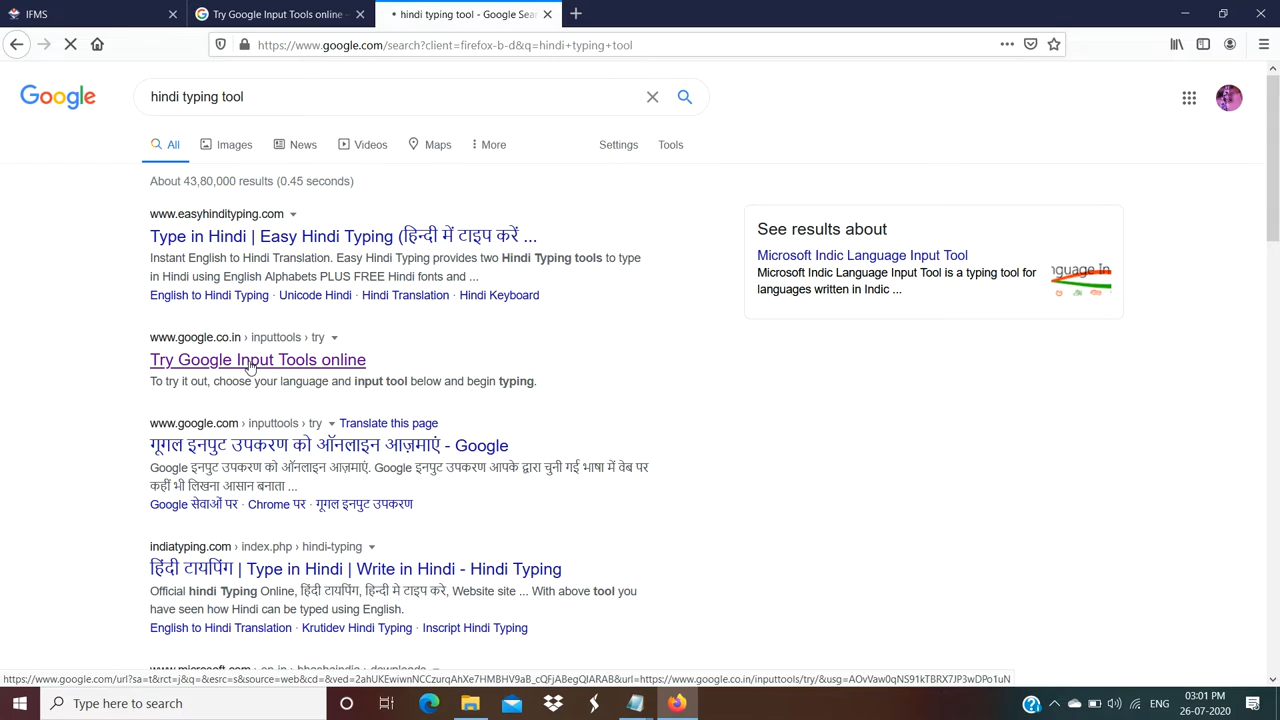 IFMS
Try Google Input Tools online –
hindi typing tool - Google Sear
https://www.google.com/search?client=firefox-b-d&q=hindi+typing+tool
Google
hindi typing tool
All
Images
News
Videos
Maps
More
Settings
Tools
About 43,80,000 results (0.45 seconds)
www.easyhindityping.com
Type in Hindi | Easy Hindi Typing (हिन्दी में टाइप करें ...
Instant English to Hindi Translation. Easy Hindi Typing provides two Hindi Typing tools to type
in Hindi using English Alphabets PLUS FREE Hindi fonts and ...
English to Hindi Typing · Unicode Hindi · Hindi Translation · Hindi Keyboard
See results about
Microsoft Indic Language Input Tool
Microsoft Indic Language Input Tool is a typing tool for
languages written in Indic ...
nguage In
www.google.co.in › inputtools › try
Try Google Input Tools online
To try it out, choose your language and input tool below and begin typing.
www.google.com › inputtools › try Translate this page
गूगल इनपुट उपकरण को ऑनलाइन आज़माएं - Google
Google इनपुट उपकरण को ऑनलाइन आज़माएं. Google इनपुट उपकरण आपके द्वारा चुनी गई भाषा में वेब पर
कहीं भी लिखना आसान बनाता ...
Google सेवाओं पर · Chrome पर · गूगल इनपुट उपकरण
indiatyping.com › index.php › hindi-typing
हिंदी टायपिंग | Type in Hindi | Write in Hindi - Hindi Typing
Official hindi Typing Online, हिंदी टायपिंग, हिन्दी मे टाइप करे, Website site ... With above tool you
have seen how Hindi can be typed using English.
English to Hindi Translation · Krutidev Hindi Typing · Inscript Hindi Typing
www.microsoft.com › en-in › bhashaindia › downloads
Type here to search
ENG
03:01 PM
26-07-2020